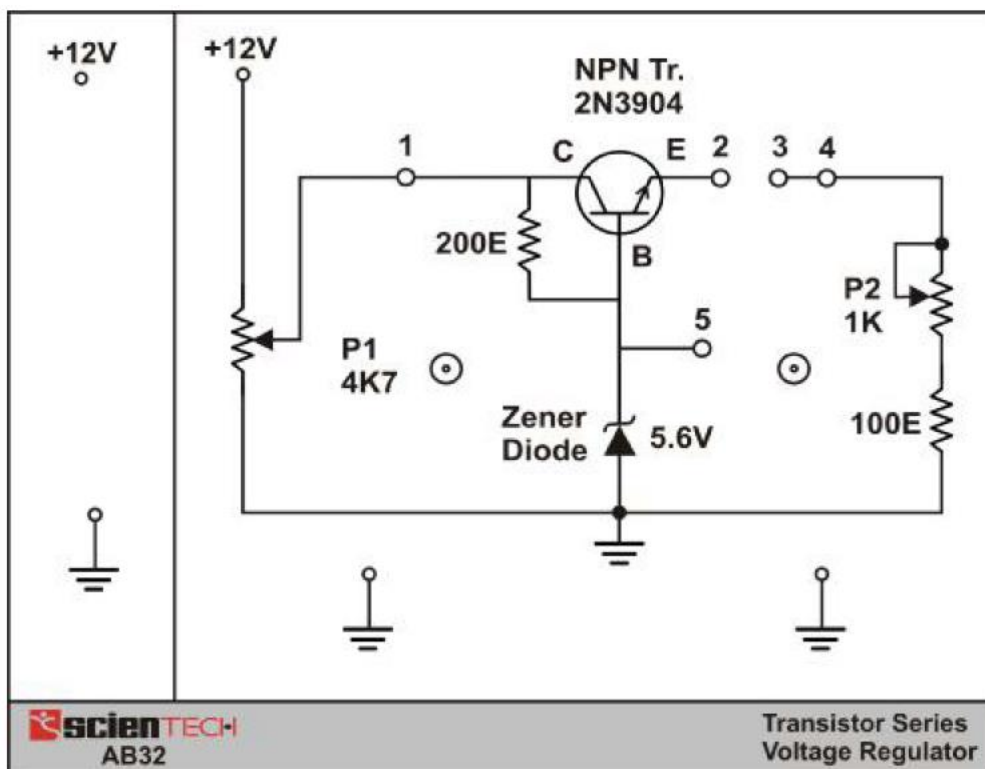 +12V
+12V
NPN Tr.
2N3904
1
C
E
2
3
4
200E
B
P2
1K
5
P1
4K7
Zener
Diode
5.6V
100E
scienTECH
AB32
Transistor Series
Voltage Regulator